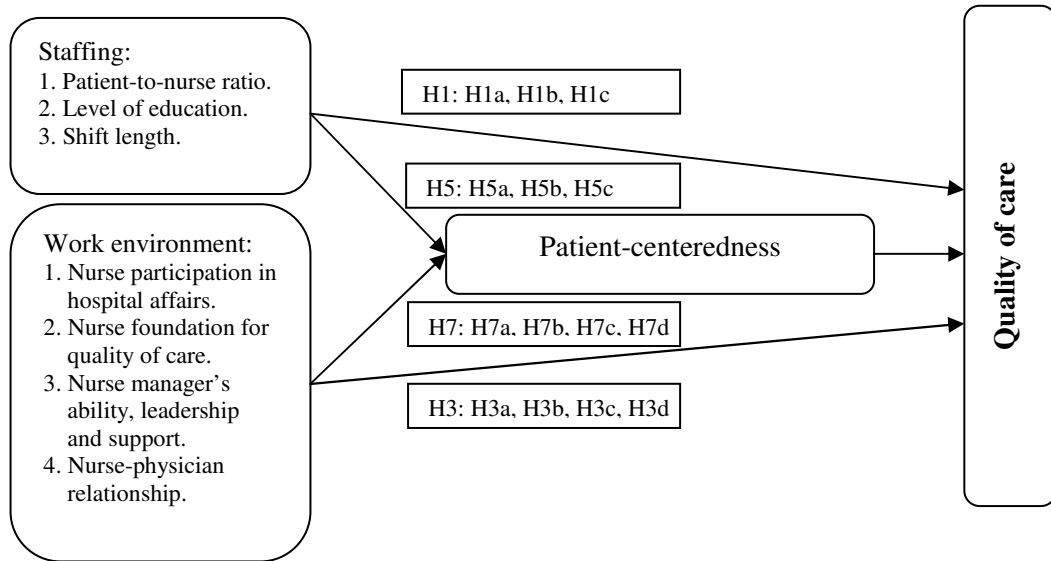 Staffing:
1. Patient-to-nurse ratio.
2. Level of education.
3. Shift length.
Work environment:
1. Nurse participation in
hospital affairs.
2. Nurse foundation for
quality of care.
3. Nurse manager’s
ability, leadership
and support.
4. Nurse-physician
relationship.
H1: H1a, H1b, H1c
H5: H5a, H5b, H5c
Patient-centeredness
H7: H7a, H7b, H7c, H7d
H3: H3a, H3b, H3c, H3d
Quality of care